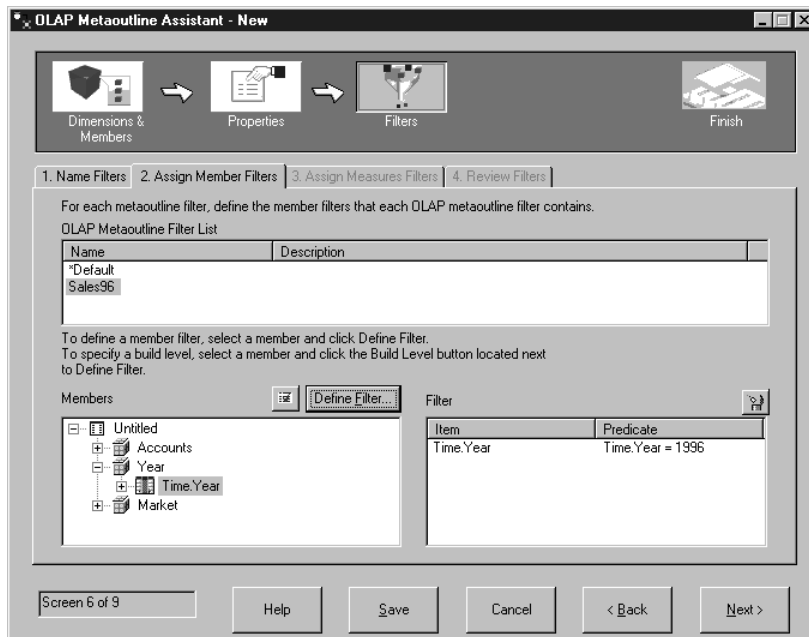 OLAP Metaoutline Assistant - New
Dimensions &
Members
Properties
Filters
Finish
1. Name Filters
2. Assign Member Filters
3. Assign Measures Filters
4. Review Filters
For each metaoutline filter, define the member filters that each OLAP metaoutline filter contains.
OLAP Metaoutline Filter List
Name Description
*Default
Sales96
To define a member filter, select a member and click Define Filter.
To specify a build level, select a member and click the Build Level button located next
to Define Filter.
Members
Define Filter...
Filter
Untitled
Accounts
Year
Time.Year
Market
Item Predicate
Time.Year Time.Year = 1996
Screen 6 of 9
Help
Save
Cancel
< Back
Next >